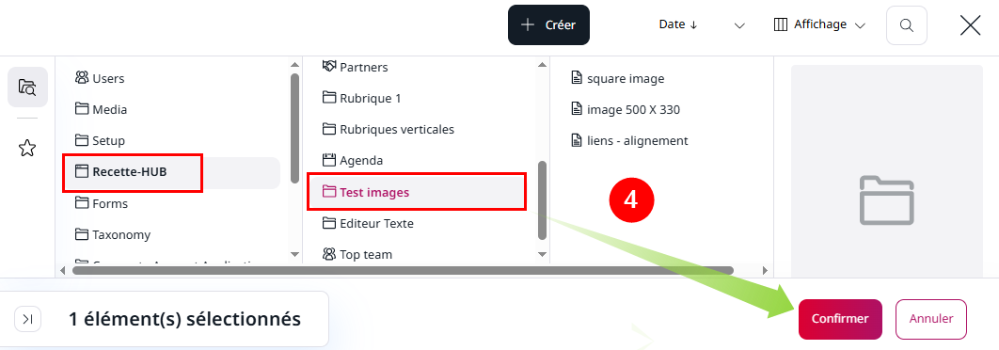 Créer
Date ↓
Affichage
Users
Media
Setup
Recette-HUB
Forms
Taxonomy
Partners
Rubrique 1
Rubriques verticales
Agenda
Test images
Editeur Texte
Top team
square image
image 500 X 330
liens - alignement
4
1 élément(s) sélectionnés
Confirmer
Annuler